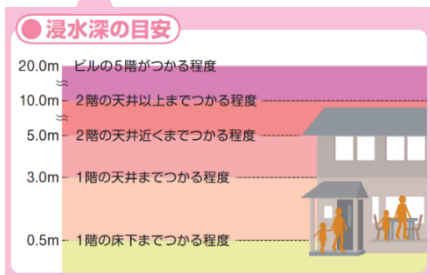 浸水深の目安
20.0m ビルの5階がつかる程度
10.0m 2階の天井以上までつかる程度
5.0m 2階の天井近くまでつかる程度
3.0m 1階の天井までつかる程度
0.5m 1階の床下までつかる程度